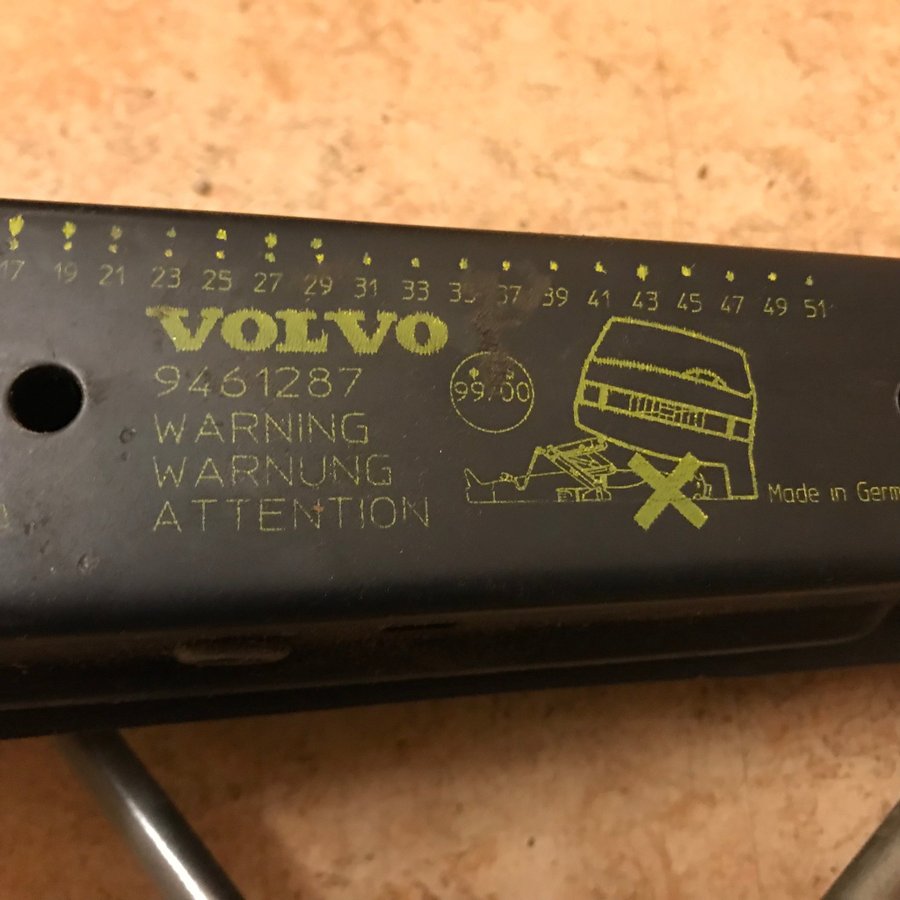 17 19 21 23 25 27 29 31 33 35 37 39 41 43 45 47 49 51
VOLVO
9461287
99/00
WARNING
WARNUNG
ATTENTION
Made in Germ